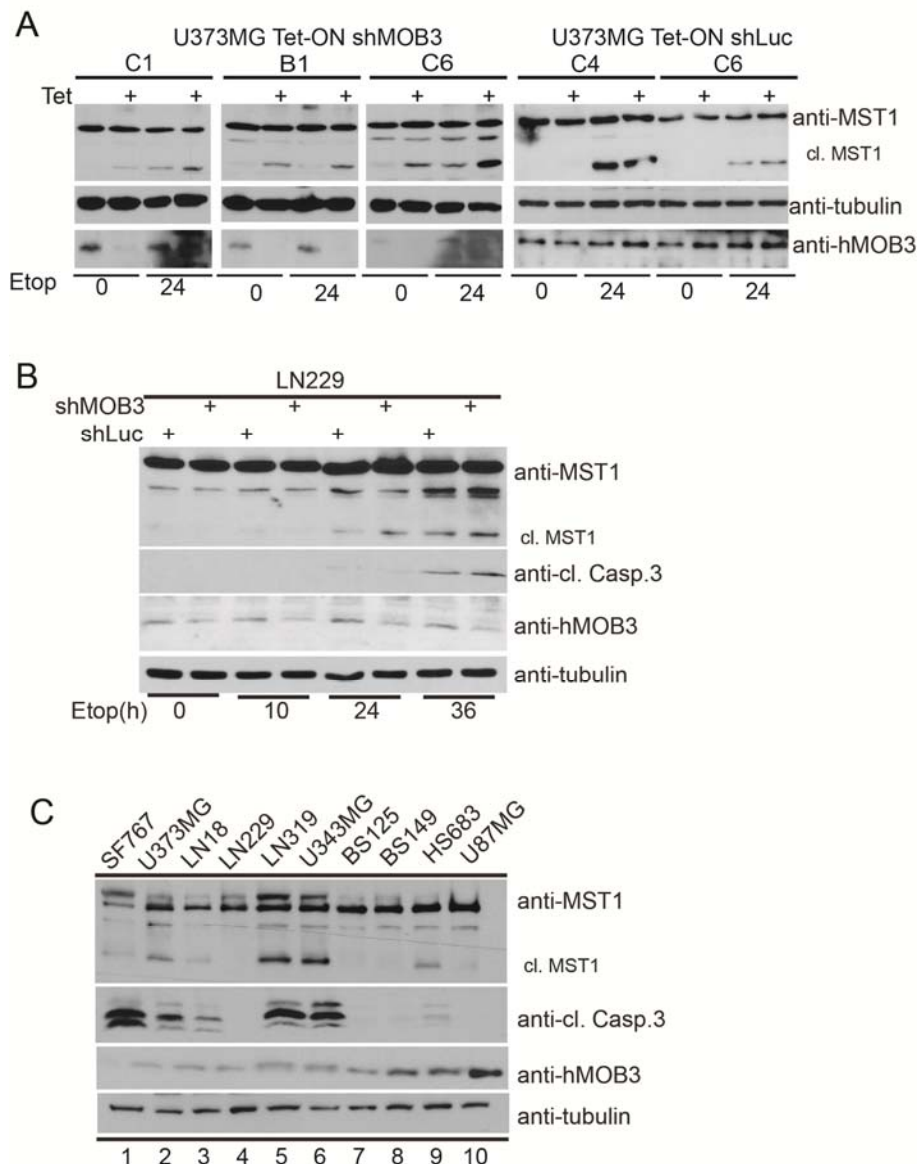 A
U373MG Tet-ON shMOB3
U373MG Tet-ON shLuc
C1 B1 C6 C4 C6
Tet + + + + + + + + + +
anti-MST1
cl. MST1
anti-tubulin
anti-hMOB3
Etop 0 24 0 24 0 24 0 24 0 24
B
LN229
shMOB3 + + + +
shLuc + + + +
anti-MST1
cl. MST1
anti-cl. Casp.3
anti-hMOB3
anti-tubulin
Etop(h) 0 10 24 36
C
SF767 U373MG LN18 LN229 LN319 U343MG BS125 BS149 HS683 U87MG
anti-MST1
cl. MST1
anti-cl. Casp.3
anti-hMOB3
anti-tubulin
1 2 3 4 5 6 7 8 9 10